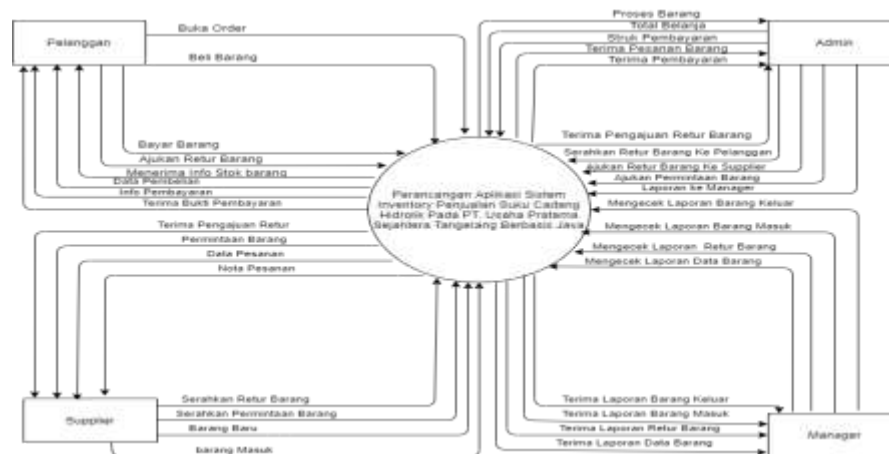 Pelanggan
Buka Order
Beli Barang
Bayar Barang
Ajukan Retur Barang
Menerima Info Stok barang
Data Pembelian
Info Pembayaran
Terima Bukti Pembayaran
Proses Barang
Total Belanja
Struk Pembayaran
Terima Pesanan Barang
Terima Pembayaran
Admin
Terima Pengajuan Retur Barang
Serahkan Retur Barang Ke Pelanggan
Ajukan Retur Barang Ke Supplier
Ajukan Permintaan Barang
Laporan ke Manager
Perancangan Aplikasi Sistem
Inventory Penjualan Suku Cadang
Hidrolik Pada PT. Usaha Pratama
Sejahtera Tangerang Berbasis Java
Mengecek Laporan Barang Keluar
Mengecek Laporan Barang Masuk
Mengecek Laporan Retur Barang
Mengecek Laporan Data Barang
Terima Pengajuan Retur
Permintaan Barang
Data Pesanan
Nota Pesanan
Supplier
Serahkan Retur Barang
Serahkan Permintaan Barang
Barang Baru
barang Masuk
Terima Laporan Barang Keluar
Terima Laporan Barang Masuk
Terima Laporan Retur Barang
Terima Laporan Data Barang
Manager